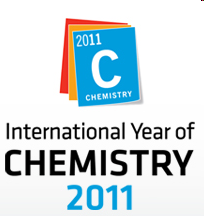 2011
C
CHEMISTRY
International Year of
CHEMISTRY
2011